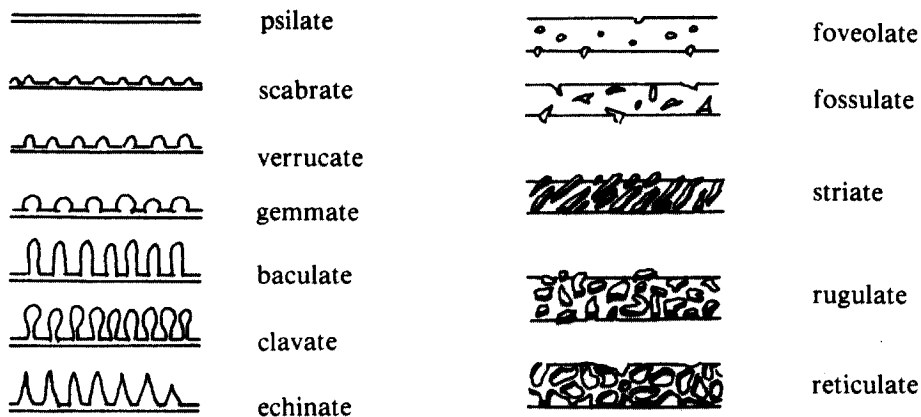 psilate
scabrate
verrucate
gemmate
baculate
clavate
echinate
foveolate
fossulate
striate
rugulate
reticulate